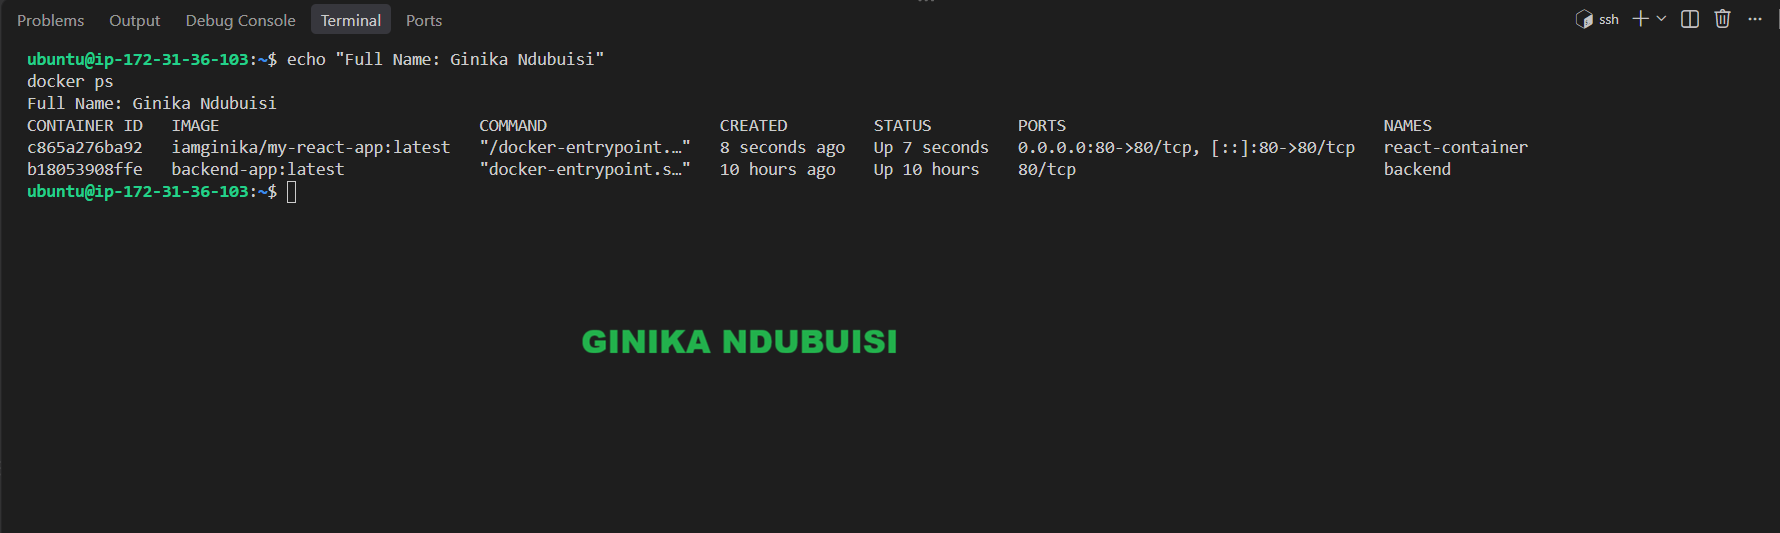 Problems Output Debug Console Terminal Ports ssh
ubuntu@ip-172-31-36-103:~$ echo "Full Name: Ginika Ndubuisi"
docker ps
Full Name: Ginika Ndubuisi
CONTAINER ID IMAGE COMMAND CREATED STATUS PORTS NAMES
c865a276ba92 iamginika/my-react-app:latest "/docker-entrypoint.…" 8 seconds ago Up 7 seconds 0.0.0.0:80->80/tcp, [::]:80->80/tcp react-container
b18053908ffe backend-app:latest "docker-entrypoint.s…" 10 hours ago Up 10 hours 80/tcp backend
ubuntu@ip-172-31-36-103:~$
GINIKA NDUBUISI